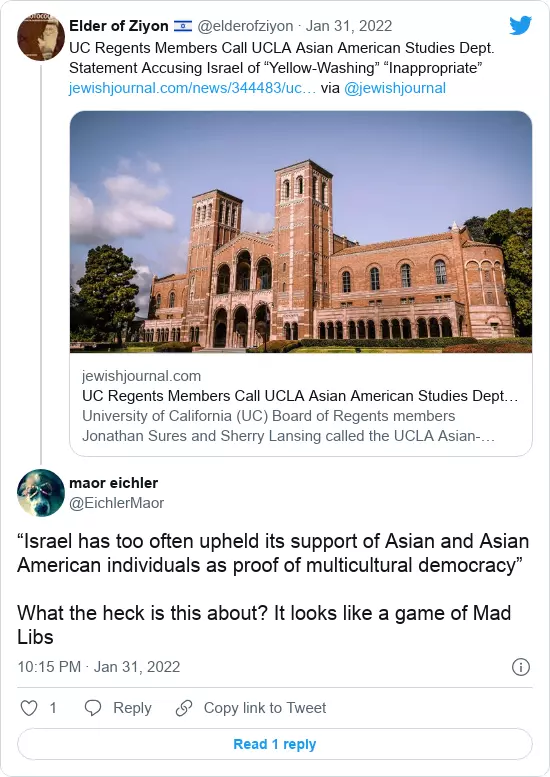 Elder of Ziyon 🇮🇱 @elderofziyon · Jan 31, 2022
UC Regents Members Call UCLA Asian American Studies Dept.
Statement Accusing Israel of “Yellow-Washing” “Inappropriate”
jewishjournal.com/news/344483/uc… via @jewishjournal
jewishjournal.com
UC Regents Members Call UCLA Asian American Studies Dept…
University of California (UC) Board of Regents members
Jonathan Sures and Sherry Lansing called the UCLA Asian-…
maor eichler
@EichlerMaor
“Israel has too often upheld its support of Asian and Asian
American individuals as proof of multicultural democracy”
What the heck is this about? It looks like a game of Mad
Libs
10:15 PM · Jan 31, 2022
1 Reply Copy link to Tweet
Read 1 reply